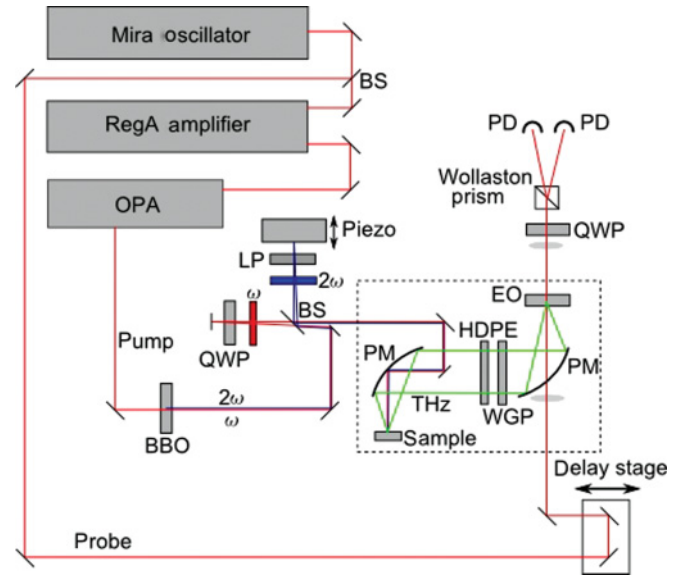 Mira oscillator
BS
RegA amplifier
PD
PD
Wollaston
prism
OPA
Piezo
QWP
LP
2ω
ω
BS
EO
HDPE
Pump
QWP
PM
PM
2ω
THz
WGP
ω
BBO
Sample
Delay stage
Probe